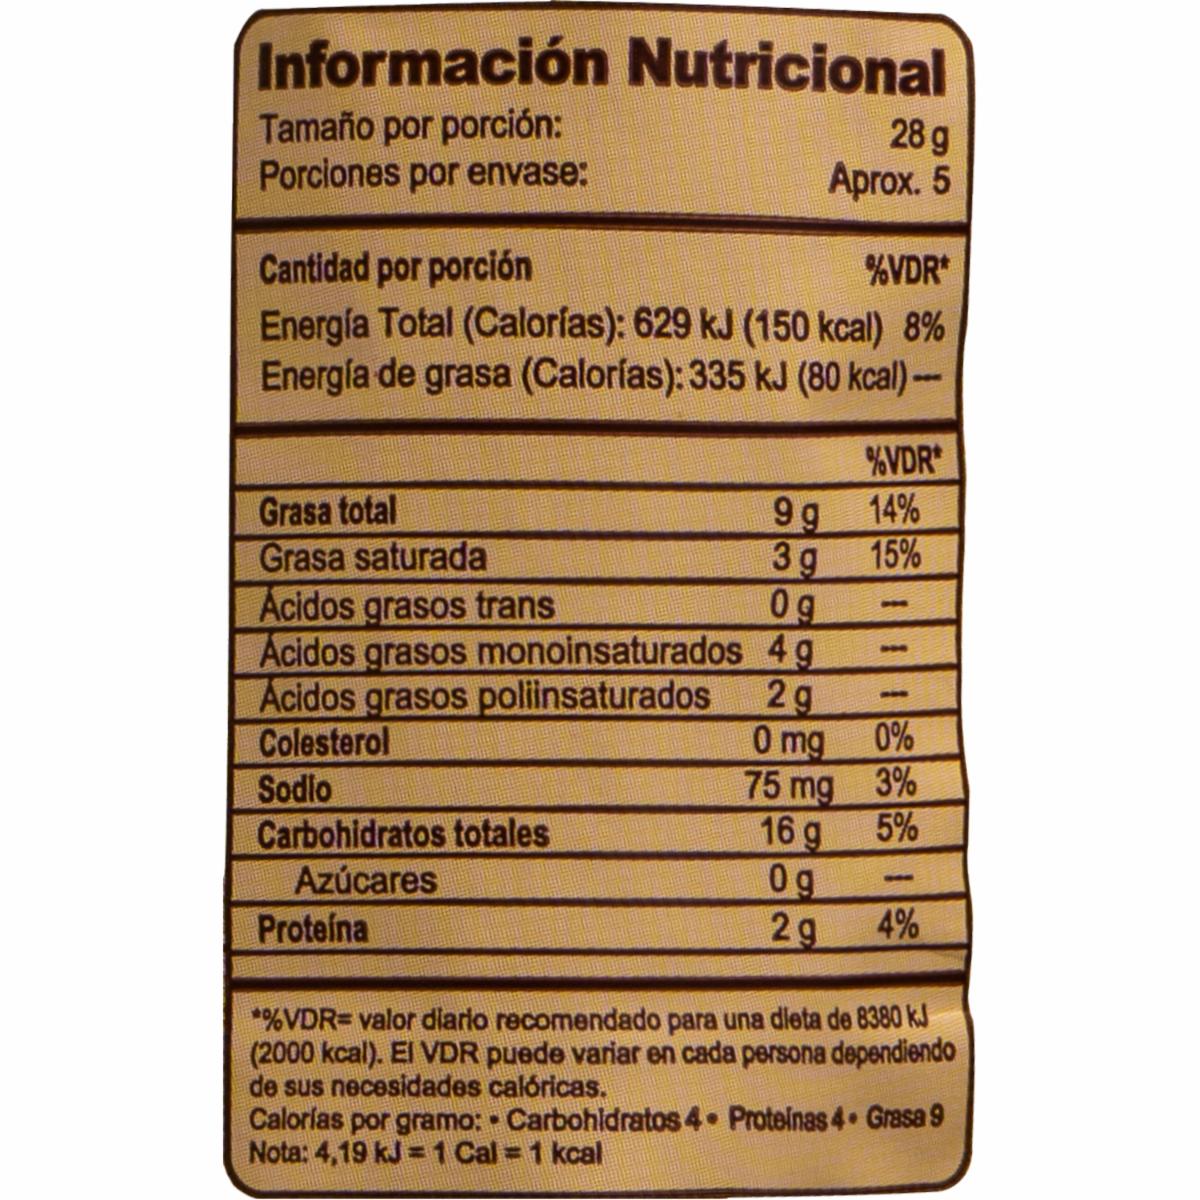 Información Nutricional
Tamaño por porción: 28 g
Porciones por envase: Aprox. 5
Cantidad por porción %VDR*
Energía Total (Calorías): 629 kJ (150 kcal) 8%
Energía de grasa (Calorías): 335 kJ (80 kcal) ---
%VDR*
Grasa total 9 g 14%
Grasa saturada 3 g 15%
Ácidos grasos trans 0 g ---
Ácidos grasos monoinsaturados 4 g ---
Ácidos grasos poliinsaturados 2 g ---
Colesterol 0 mg 0%
Sodio 75 mg 3%
Carbohidratos totales 16 g 5%
Azúcares 0 g ---
Proteína 2 g 4%
*%VDR= valor diario recomendado para una dieta de 8380 kJ
(2000 kcal). El VDR puede variar en cada persona dependiendo
de sus necesidades calóricas.
Calorías por gramo: • Carbohidratos 4 • Proteínas 4 • Grasa 9
Nota: 4,19 kJ = 1 Cal = 1 kcal